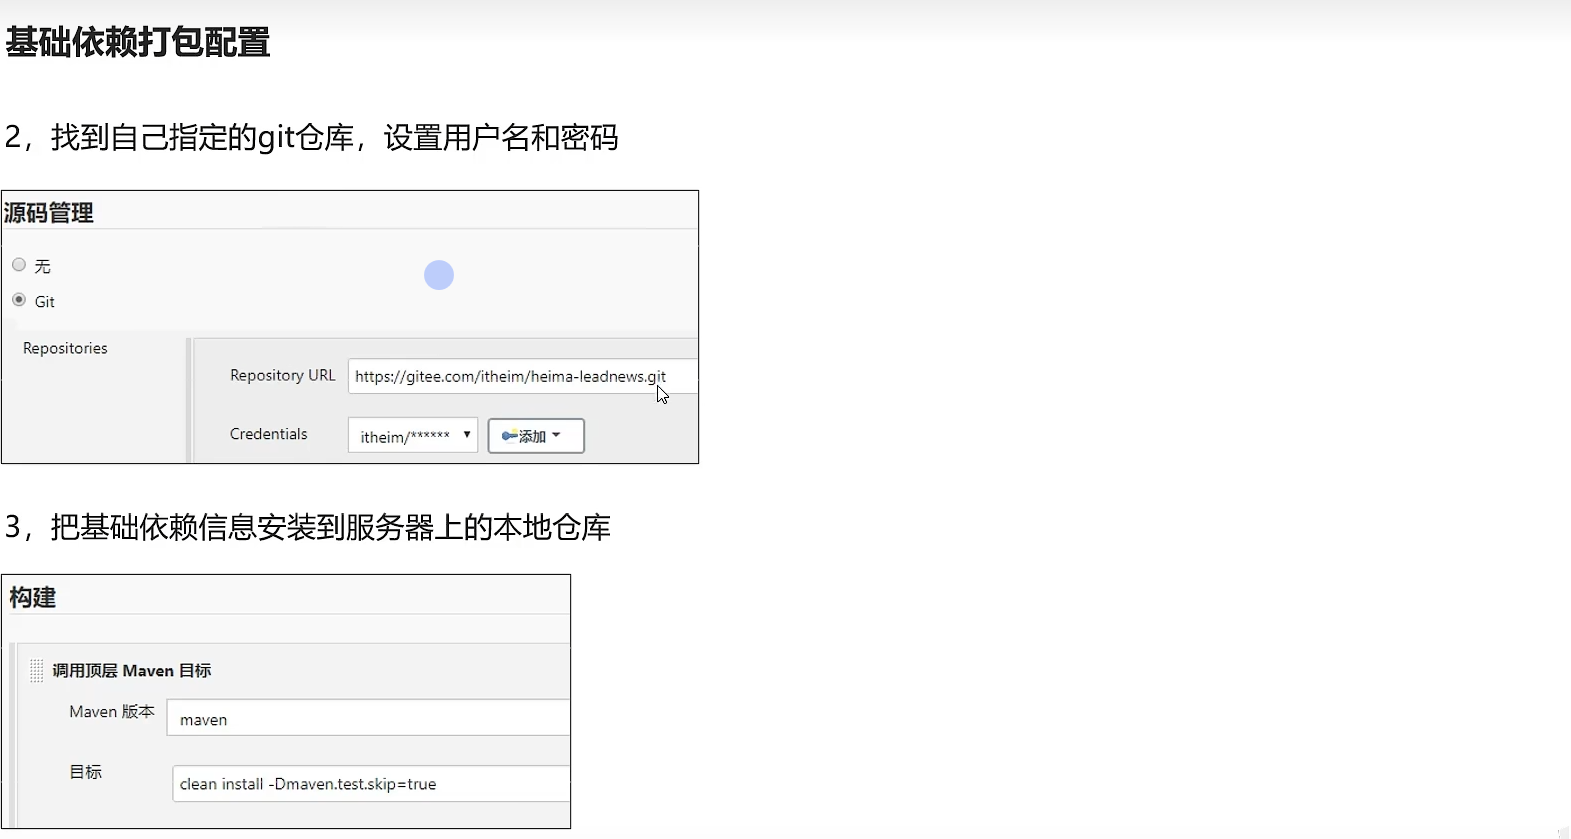 基础依赖打包配置
2，找到自己指定的git仓库，设置用户名和密码
源码管理
无
Git
Repositories
Repository URL
https://gitee.com/itheim/heima-leadnews.git
Credentials
itheim/******
添加
3，把基础依赖信息安装到服务器上的本地仓库
构建
调用顶层 Maven 目标
Maven 版本
maven
目标
clean install -Dmaven.test.skip=true